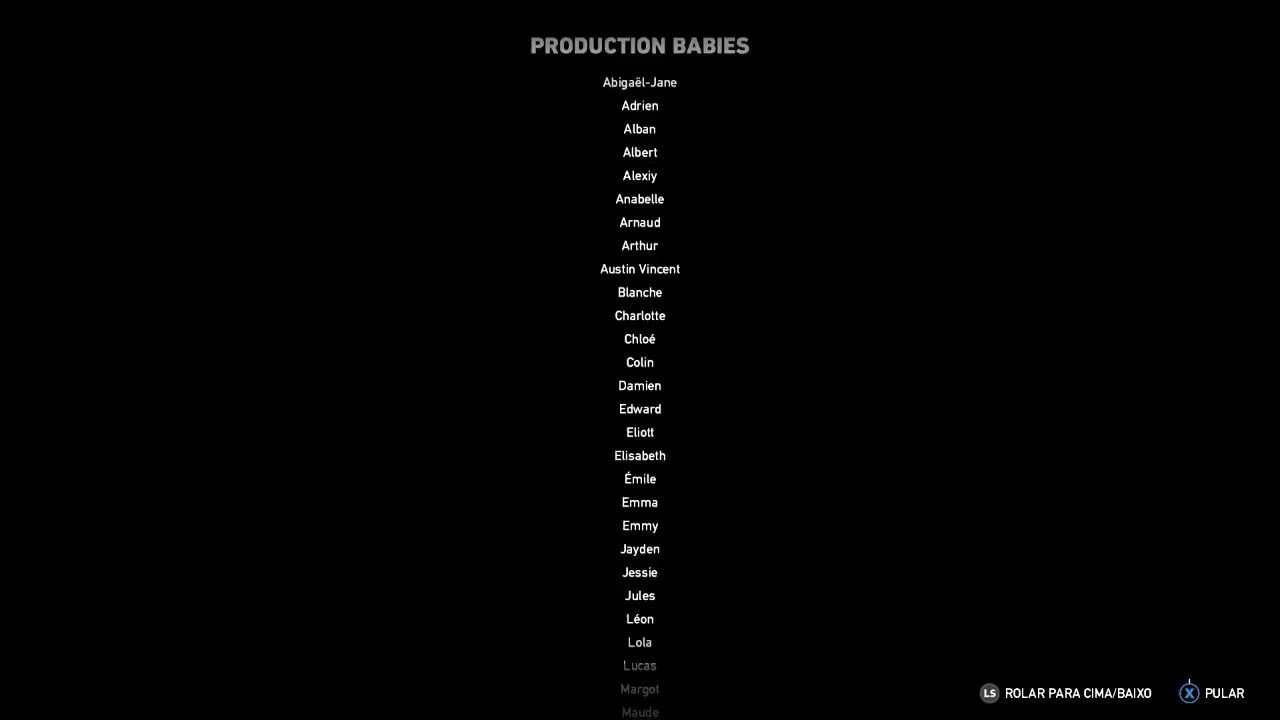 PRODUCTION BABIES
Abigaël-Jane
Adrien
Alban
Albert
Alexiy
Anabelle
Arnaud
Arthur
Austin Vincent
Blanche
Charlotte
Chloé
Colin
Damien
Edward
Eliott
Elisabeth
Émile
Emma
Emmy
Jayden
Jessie
Jules
Léon
Lola
Lucas
Margot
Maude
LS ROLAR PARA CIMA/BAIXO X PULAR